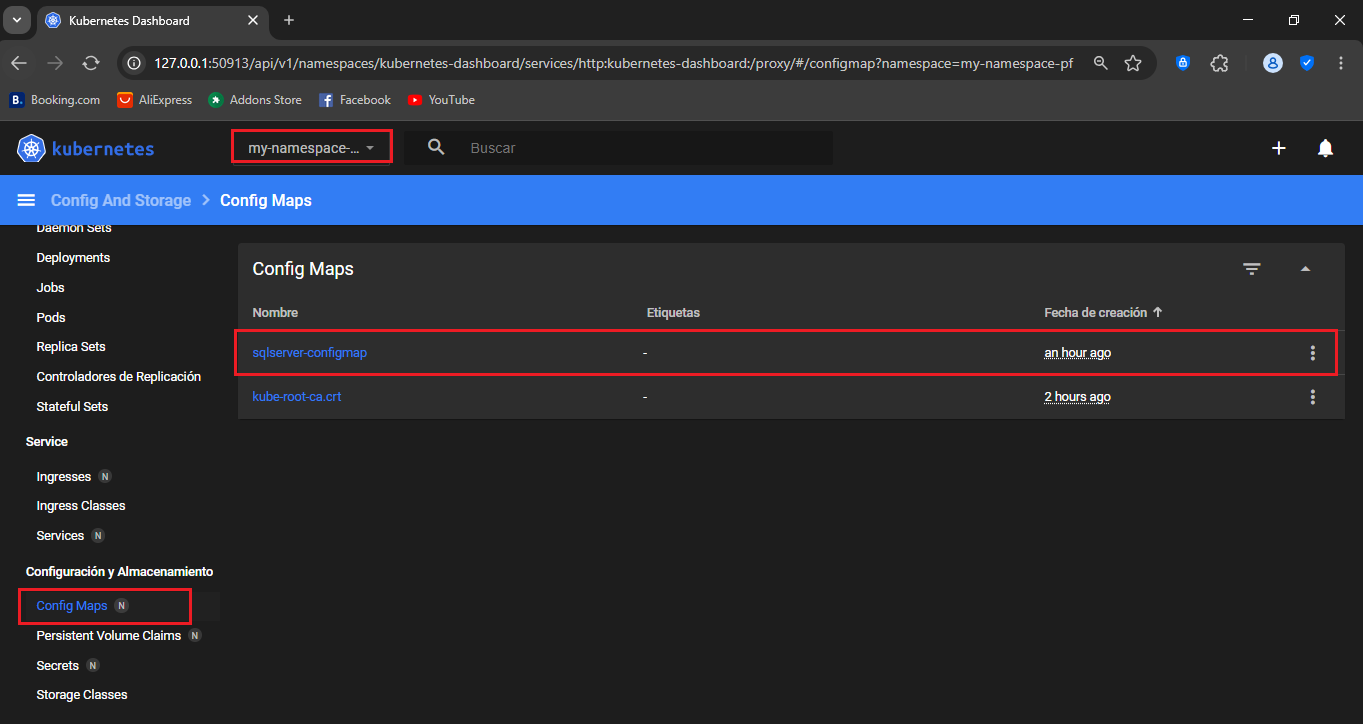 Kubernetes Dashboard
127.0.0.1:50913/api/v1/namespaces/kubernetes-dashboard/services/http:kubernetes-dashboard:/proxy/#/configmap?namespace=my-namespace-pf
B. Booking.com AliExpress Addons Store Facebook YouTube
kubernetes my-namespace-... Buscar
Config And Storage > Config Maps
Daemon Sets
Deployments
Jobs
Pods
Replica Sets
Controladores de Replicación
Stateful Sets
Service
Ingresses N
Ingress Classes
Services N
Configuración y Almacenamiento
Config Maps N
Persistent Volume Claims N
Secrets N
Storage Classes
Config Maps
Nombre Etiquetas Fecha de creación
sqlserver-configmap - an hour ago
kube-root-ca.crt - 2 hours ago